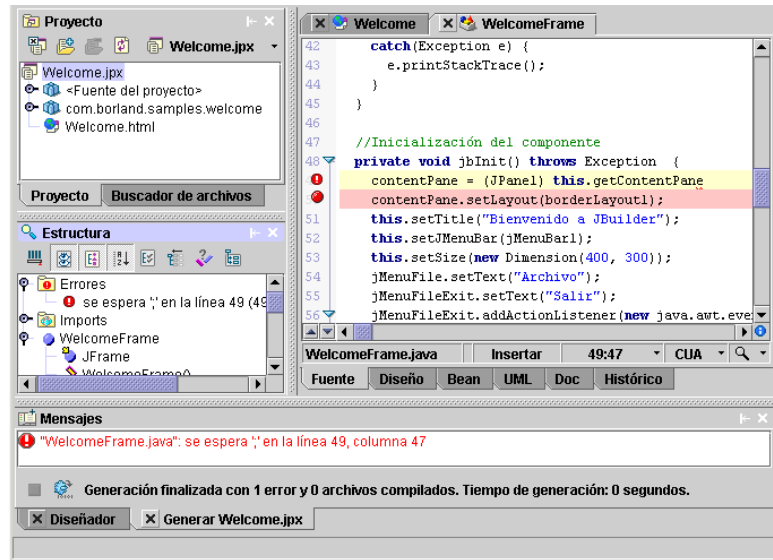 Proyecto
Welcome.jpx
Welcome.jpx
<Fuente del proyecto>
com.borland.samples.welcome
Welcome.html
Proyecto Buscador de archivos
Estructura
Errores
se espera ';' en la línea 49 (49
Imports
WelcomeFrame
JFrame
WelcomeFrame()
Welcome WelcomeFrame
42 catch(Exception e) {
43 e.printStackTrace();
44 }
45 }
46
47 //Inicialización del componente
48 private void jbInit() throws Exception {
contentPane = (JPanel) this.getContentPane
contentPane.setLayout(borderLayout1);
51 this.setTitle("Bienvenido a JBuilder");
52 this.setJMenuBar(jMenuBar1);
53 this.setSize(new Dimension(400, 300));
54 jMenuFile.setText("Archivo");
55 jMenuFileExit.setText("Salir");
56 jMenuFileExit.addActionListener(new java.awt.eve
WelcomeFrame.java Insertar 49:47 CUA
Fuente Diseño Bean UML Doc Histórico
Mensajes
"WelcomeFrame.java": se espera ';' en la línea 49, columna 47
Generación finalizada con 1 error y 0 archivos compilados. Tiempo de generación: 0 segundos.
Diseñador Generar Welcome.jpx